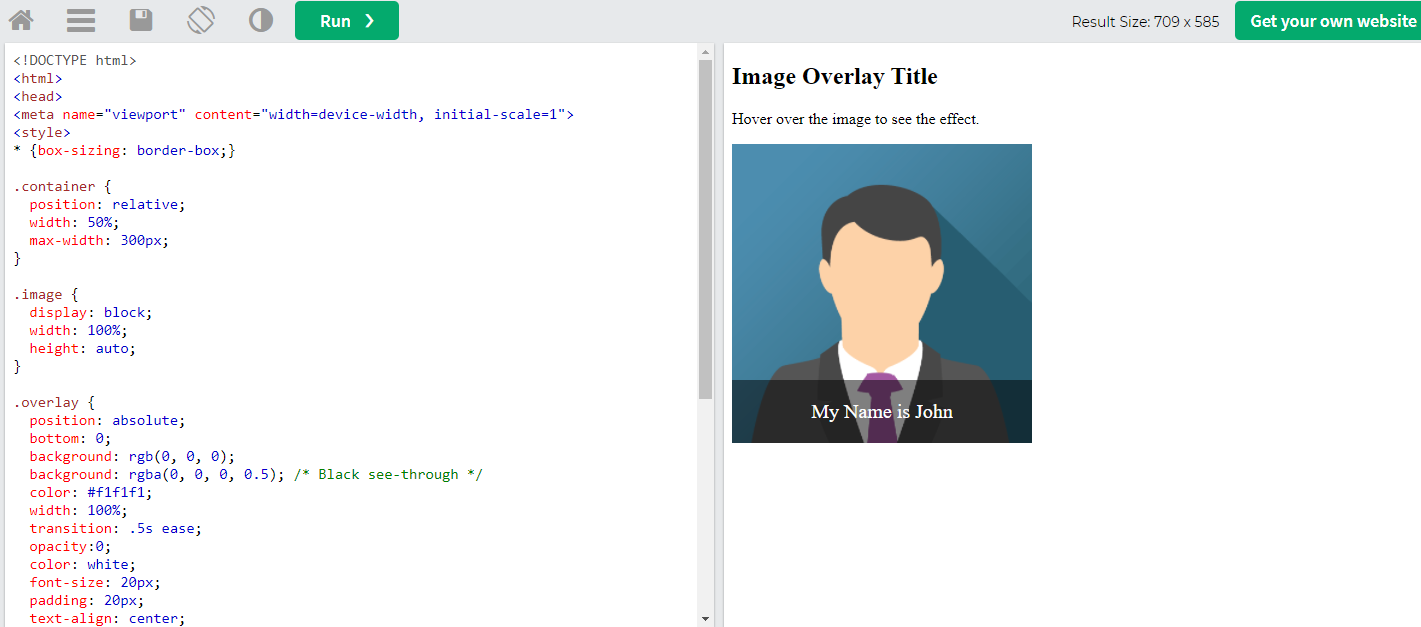 Run ❯
Result Size: 709 x 585
Get your own website
<!DOCTYPE html>
<html>
<head>
<meta name="viewport" content="width=device-width, initial-scale=1">
<style>
* {box-sizing: border-box;}
.container {
  position: relative;
  width: 50%;
  max-width: 300px;
}
.image {
  display: block;
  width: 100%;
  height: auto;
}
.overlay {
  position: absolute;
  bottom: 0;
  background: rgb(0, 0, 0);
  background: rgba(0, 0, 0, 0.5); /* Black see-through */
  color: #f1f1f1;
  width: 100%;
  transition: .5s ease;
  opacity:0;
  color: white;
  font-size: 20px;
  padding: 20px;
  text-align: center;
Image Overlay Title
Hover over the image to see the effect.
My Name is John